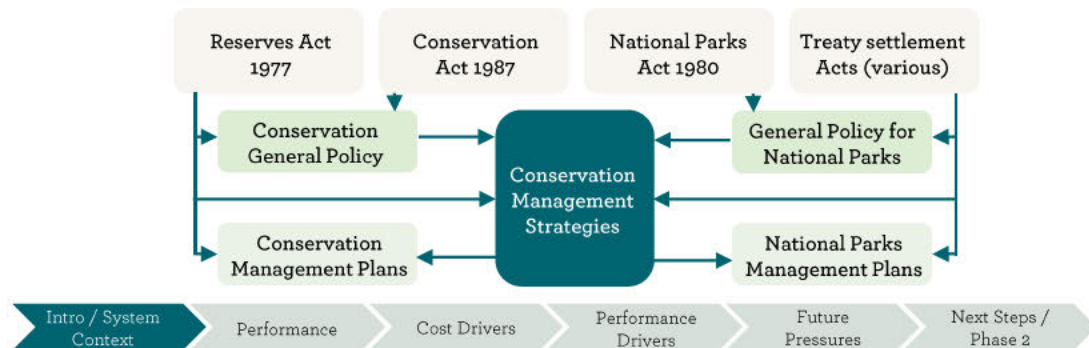 Reserves Act
1977
Conservation
Act 1987
National Parks
Act 1980
Treaty settlement
Acts (various)
Conservation
General Policy
Conservation
Management
Strategies
General Policy for
National Parks
Conservation
Management Plans
National Parks
Management Plans
Intro / System
Context
Performance
Cost Drivers
Performance
Drivers
Future
Pressures
Next Steps /
Phase 2